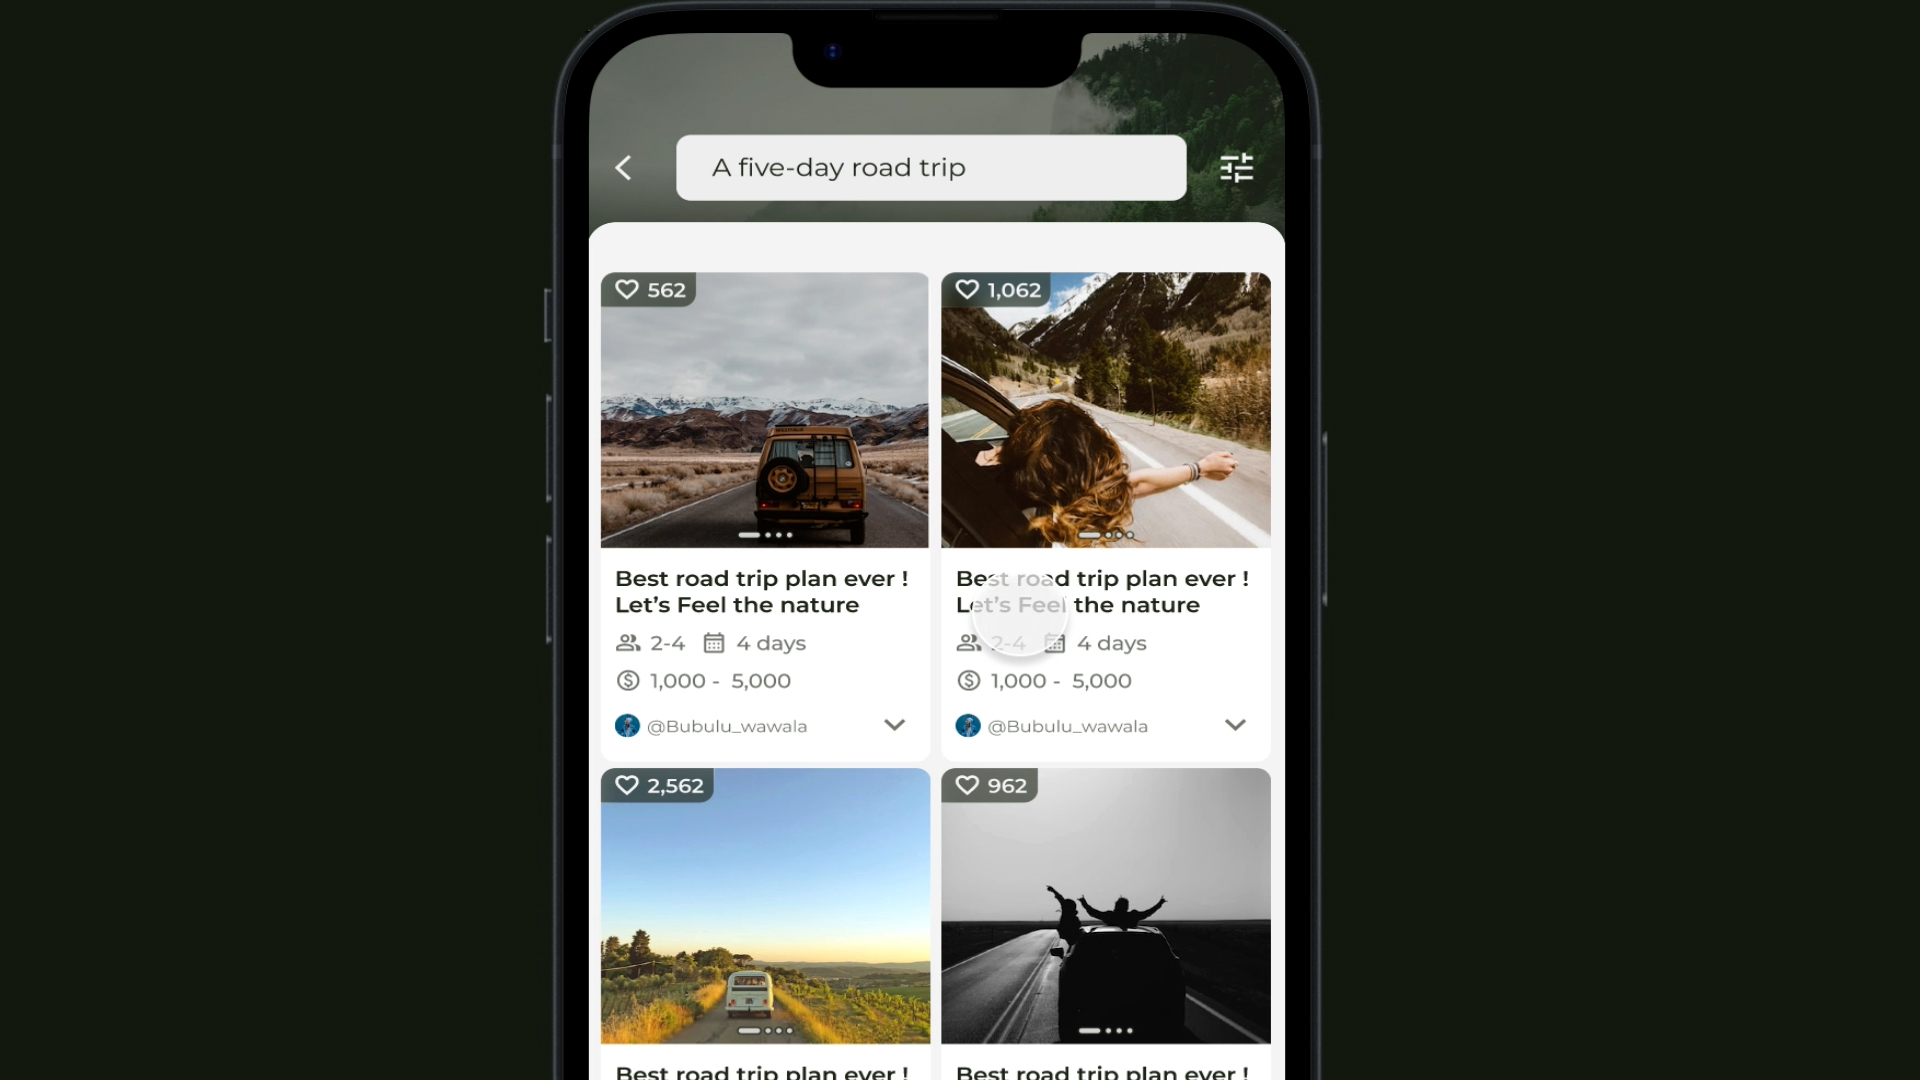 A five-day road trip
562
1,062
Best road trip plan ever !
Let’s Feel the nature
2-4 4 days
1,000 - 5,000
@Bubulu_wawala
Best road trip plan ever !
Let’s Feel the nature
2-4 4 days
1,000 - 5,000
@Bubulu_wawala
2,562
962
Best road trip plan ever !
Best road trip plan ever !